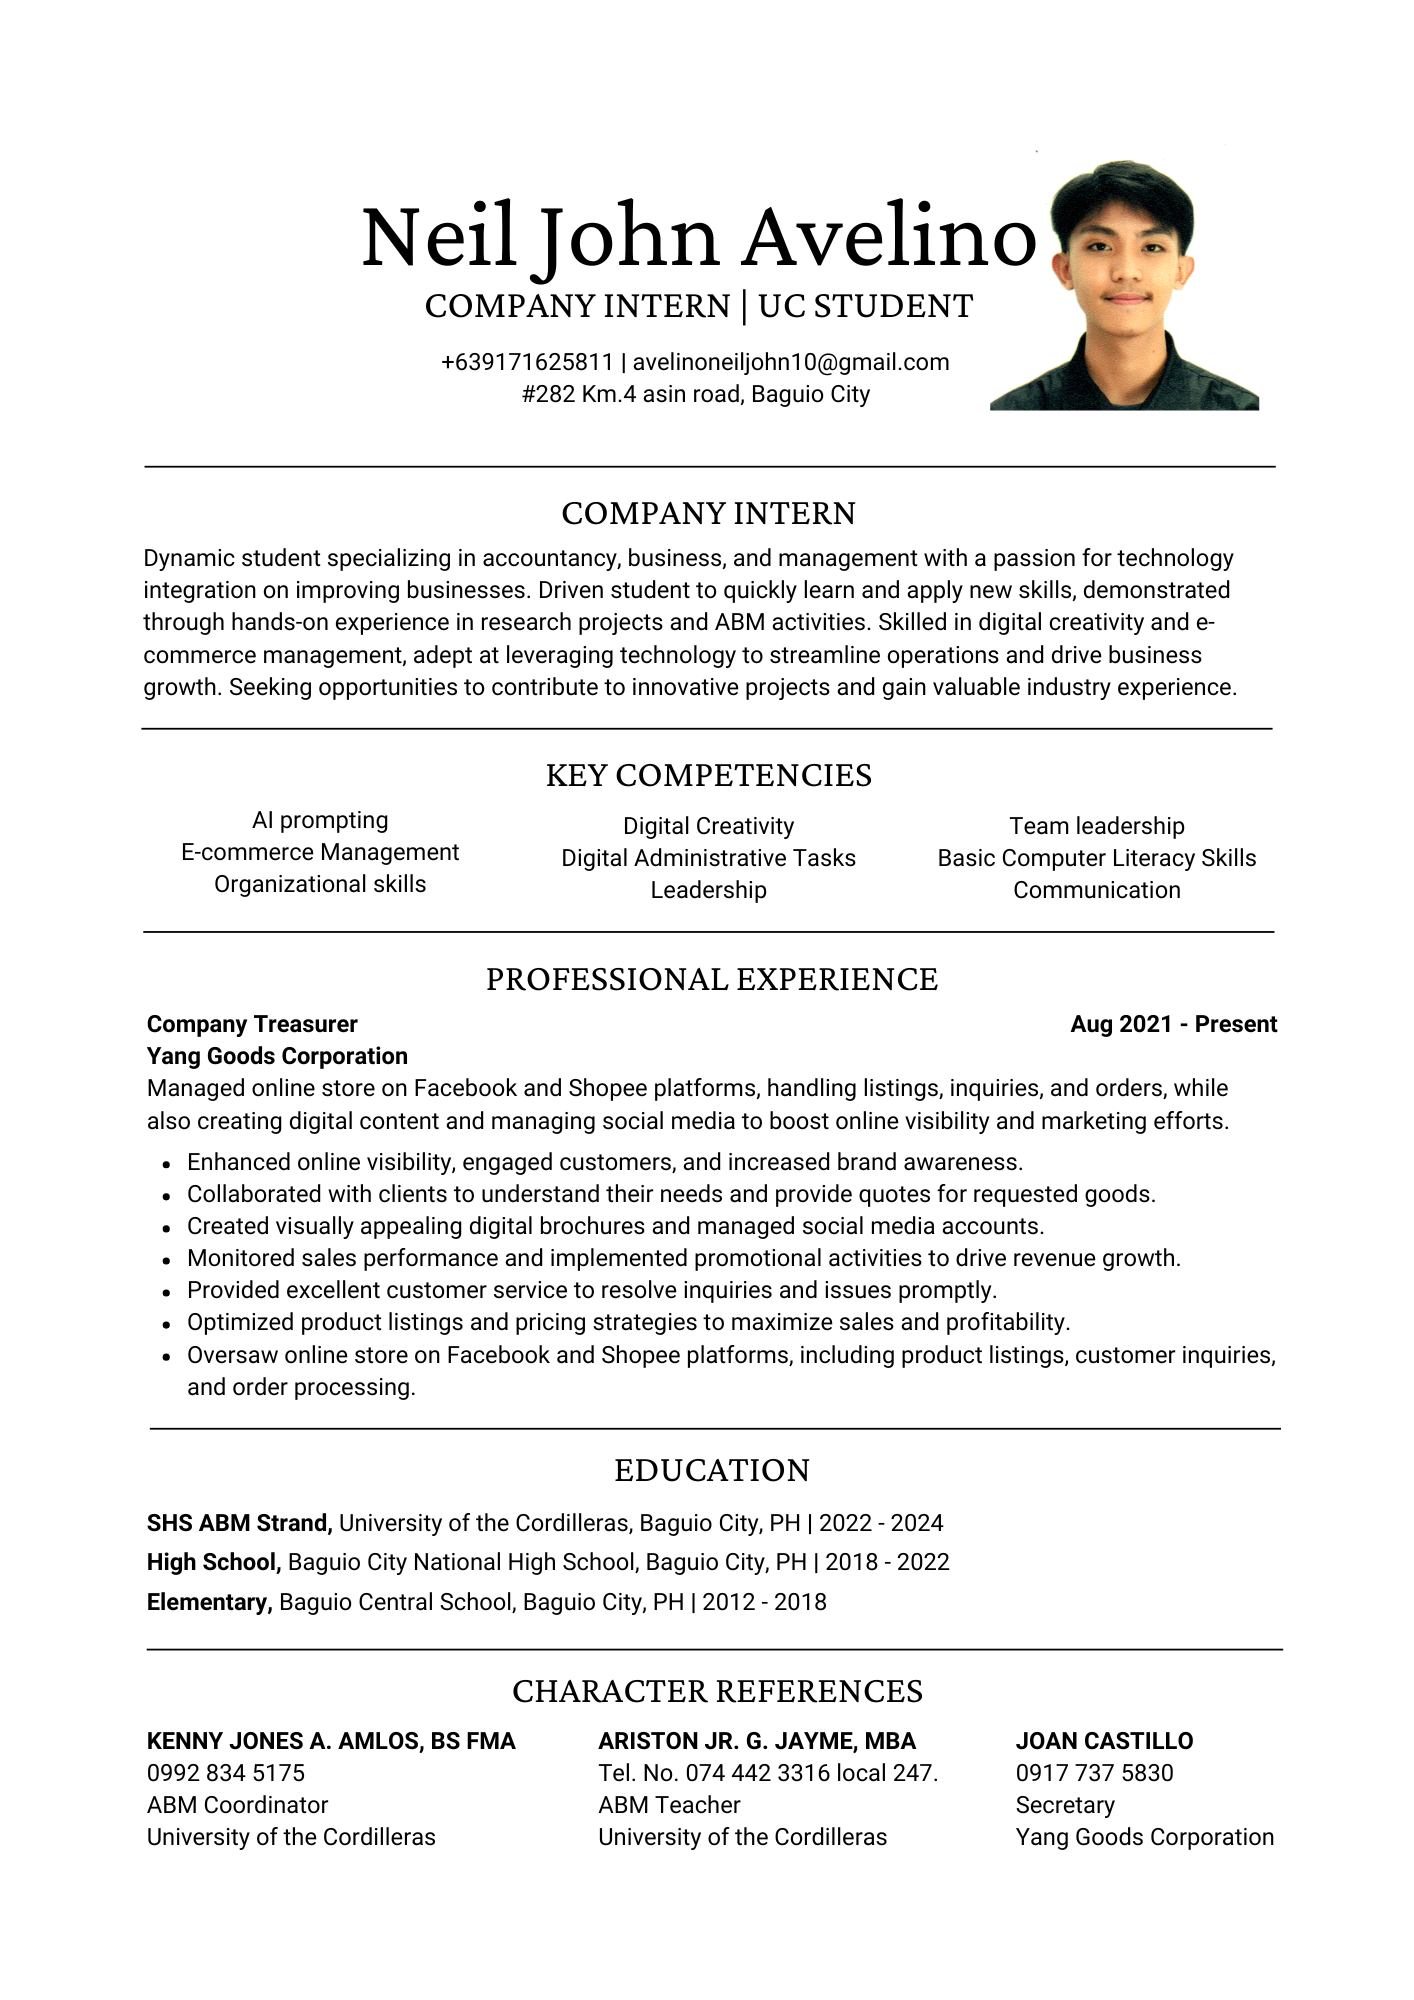 Neil John Avelino
COMPANY INTERN | UC STUDENT
+639171625811 | avelinoneiljohn10@gmail.com
#282 Km.4 asin road, Baguio City
COMPANY INTERN
Dynamic student specializing in accountancy, business, and management with a passion for technology
integration on improving businesses. Driven student to quickly learn and apply new skills, demonstrated
through hands-on experience in research projects and ABM activities. Skilled in digital creativity and e-
commerce management, adept at leveraging technology to streamline operations and drive business
growth. Seeking opportunities to contribute to innovative projects and gain valuable industry experience.
KEY COMPETENCIES
AI prompting
E-commerce Management
Organizational skills
Digital Creativity
Digital Administrative Tasks
Leadership
Team leadership
Basic Computer Literacy Skills
Communication
PROFESSIONAL EXPERIENCE
Company Treasurer Aug 2021 - Present
Yang Goods Corporation
Managed online store on Facebook and Shopee platforms, handling listings, inquiries, and orders, while
also creating digital content and managing social media to boost online visibility and marketing efforts.
• Enhanced online visibility, engaged customers, and increased brand awareness.
• Collaborated with clients to understand their needs and provide quotes for requested goods.
• Created visually appealing digital brochures and managed social media accounts.
• Monitored sales performance and implemented promotional activities to drive revenue growth.
• Provided excellent customer service to resolve inquiries and issues promptly.
• Optimized product listings and pricing strategies to maximize sales and profitability.
• Oversaw online store on Facebook and Shopee platforms, including product listings, customer inquiries,
and order processing.
EDUCATION
SHS ABM Strand, University of the Cordilleras, Baguio City, PH | 2022 - 2024
High School, Baguio City National High School, Baguio City, PH | 2018 - 2022
Elementary, Baguio Central School, Baguio City, PH | 2012 - 2018
CHARACTER REFERENCES
KENNY JONES A. AMLOS, BS FMA
0992 834 5175
ABM Coordinator
University of the Cordilleras
ARISTON JR. G. JAYME, MBA
Tel. No. 074 442 3316 local 247.
ABM Teacher
University of the Cordilleras
JOAN CASTILLO
0917 737 5830
Secretary
Yang Goods Corporation